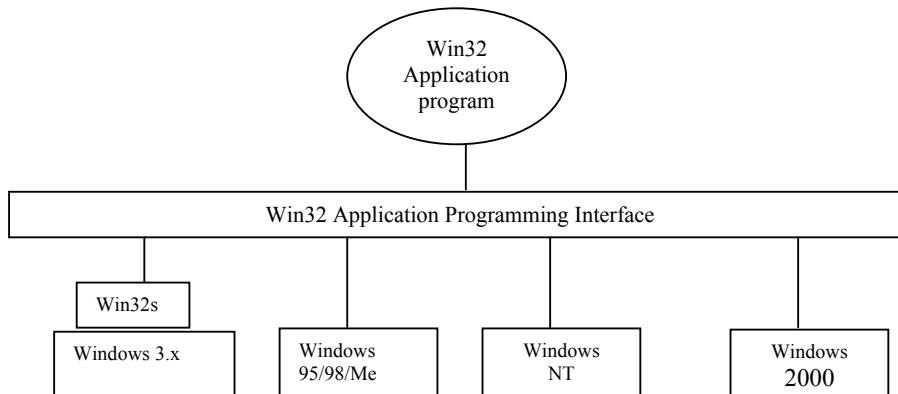 Win32
Application
program
Win32 Application Programming Interface
Win32s
Windows 3.x
Windows
95/98/Me
Windows
NT
Windows
2000